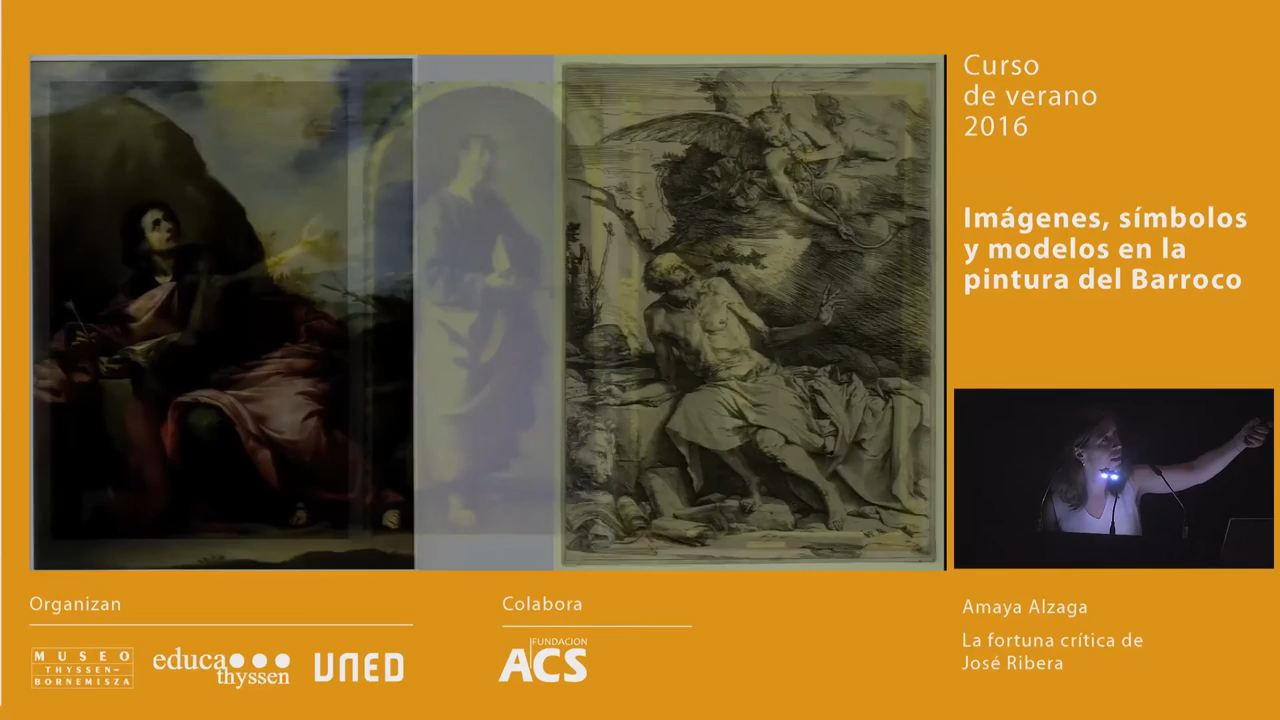 Curso
de verano
2016
Imágenes, símbolos
y modelos en la
pintura del Barroco
Organizan
Colabora
MUSEO
THYSSEN-
BORNEMISZA
educa
thyssen
UNED
FUNDACION
ACS
Amaya Alzaga
La fortuna crítica de
José Ribera